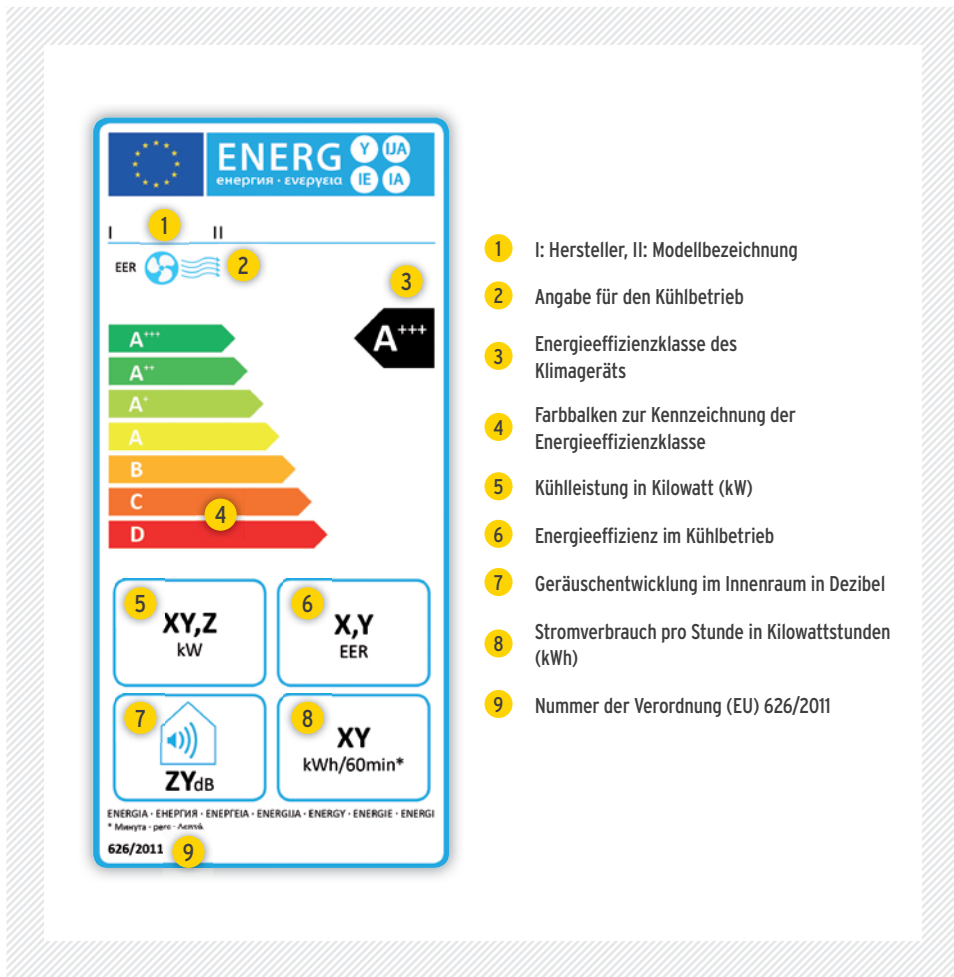 ENERG Y IJA
енергия · ενεργεια IE IA
I 1 II
EER 2
3
A+++
A+++
A++
A+
A
B
C
4
D
5 XY,Z
kW
6 X,Y
EER
7 ZYdB
8 XY
kWh/60min*
ENERGIA · ЕНЕРГИЯ · ΕΝΕΡΓΕΙΑ · ENERGIJA · ENERGY · ENERGIE · ENERGI
* Минута · perc · Λεπτά
626/2011 9
1 I: Hersteller, II: Modellbezeichnung
2 Angabe für den Kühlbetrieb
3 Energieeffizienzklasse des
Klimageräts
4 Farbbalken zur Kennzeichnung der
Energieeffizienzklasse
5 Kühlleistung in Kilowatt (kW)
6 Energieeffizienz im Kühlbetrieb
7 Geräuschentwicklung im Innenraum in Dezibel
8 Stromverbrauch pro Stunde in Kilowattstunden
(kWh)
9 Nummer der Verordnung (EU) 626/2011